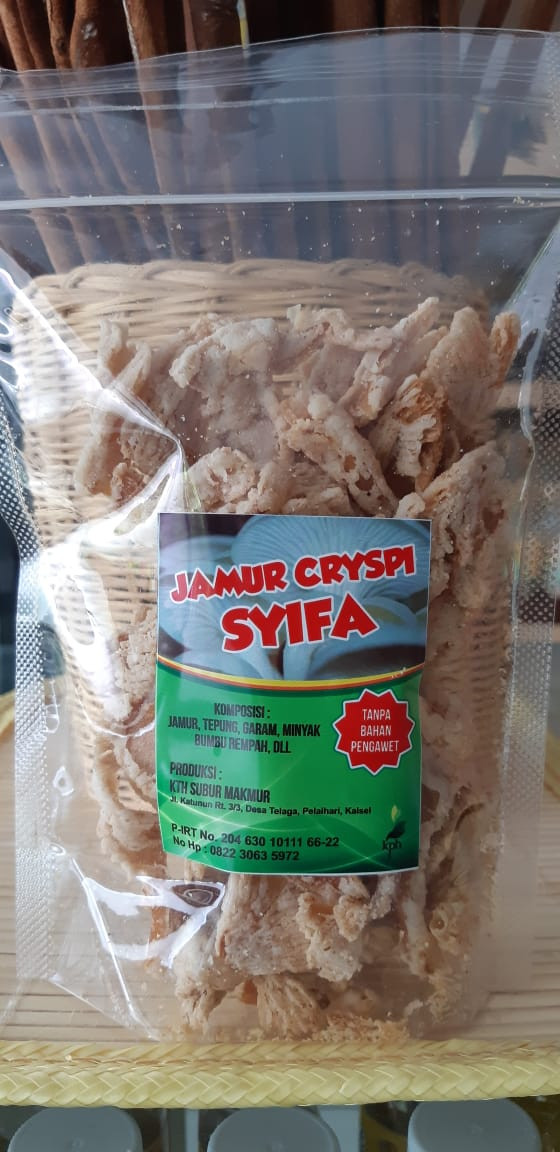 JAMUR CRYSPI
SYIFA
KOMPOSISI :
JAMUR, TEPUNG, GARAM, MINYAK
BUMBU REMPAH, DLL
TANPA
BAHAN
PENGAWET
PRODUKSI :
KTH SUBUR MAKMUR
Jl. Katunun Rt. 3/3, Desa Telaga, Pelaihari, Kalsel
P-IRT No. 204 630 10111 66-22
No Hp : 0822 3063 5972
kph